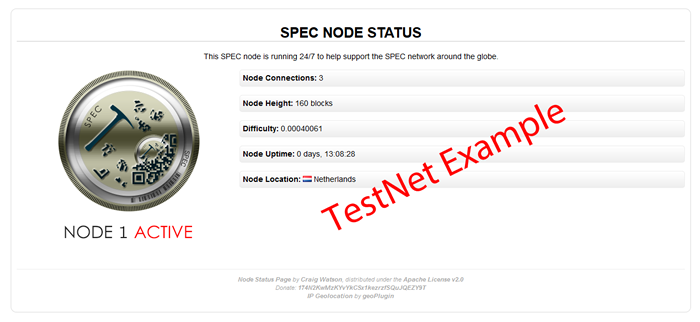 SPEC NODE STATUS
This SPEC node is running 24/7 to help support the SPEC network around the globe.
SPEC
NODE 1 ACTIVE
Node Connections: 3
Node Height: 160 blocks
Difficulty: 0.00040061
Node Uptime: 0 days, 13:08:28
Node Location: Netherlands
TestNet Example
Node Status Page by Craig Watson, distributed under the Apache License v2.0
Donate:
IP Geolocation by geoPlugin